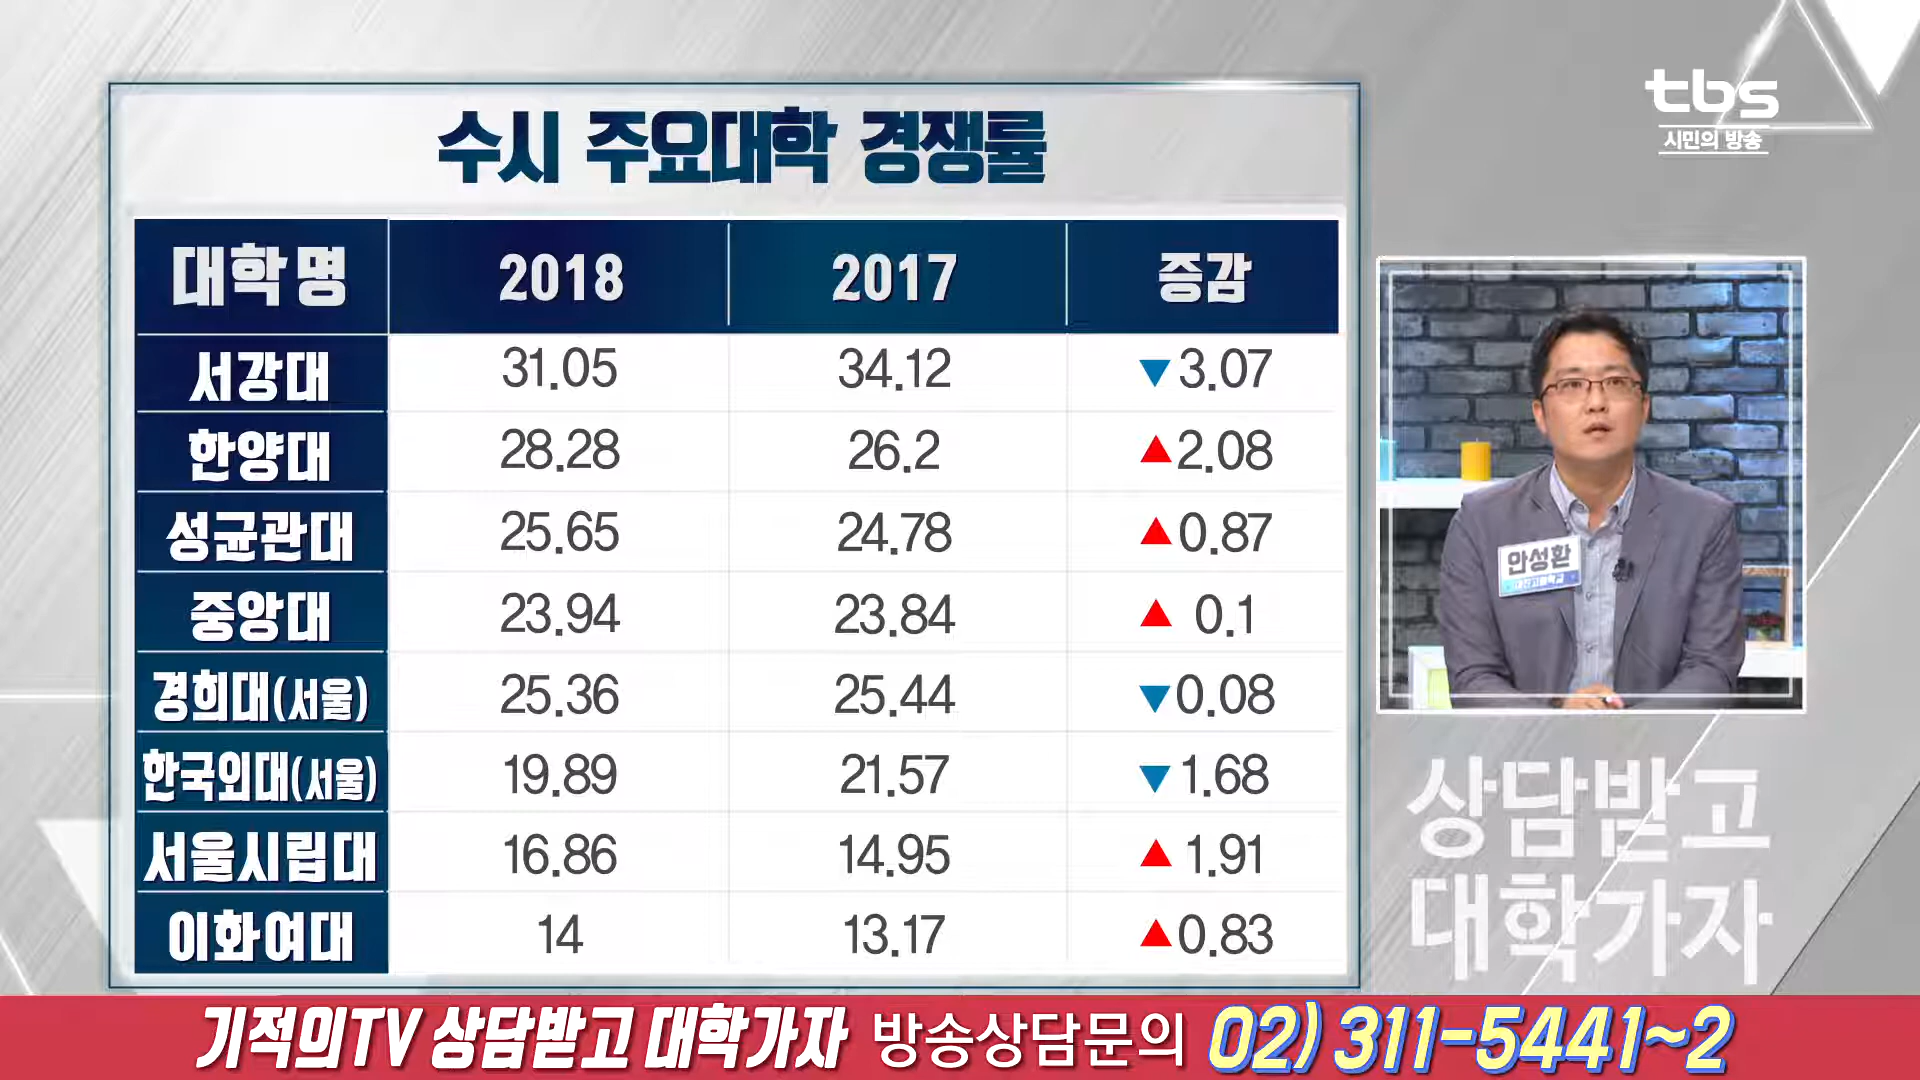 수시 주요대학 경쟁률
대학명 2018 2017 증감
서강대 31.05 34.12 ▼3.07
한양대 28.28 26.2 ▲2.08
성균관대 25.65 24.78 ▲0.87
중앙대 23.94 23.84 ▲ 0.1
경희대(서울) 25.36 25.44 ▼0.08
한국외대(서울) 19.89 21.57 ▼1.68
서울시립대 16.86 14.95 ▲1.91
이화여대 14 13.17 ▲0.83
tbs
시민의 방송
안성환
대진고등학교
상담받고
대학가자
기적의TV 상담받고 대학가자 방송상담문의 02) 311-5441~2